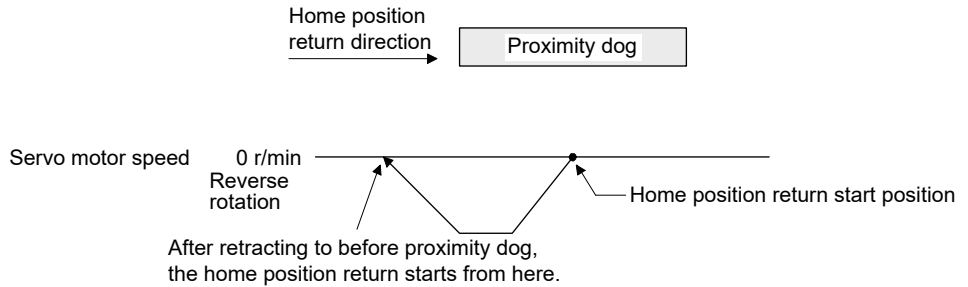 Home position
return direction
Proximity dog
Servo motor speed 0 r/min
Reverse
rotation
Home position return start position
After retracting to before proximity dog,
the home position return starts from here.